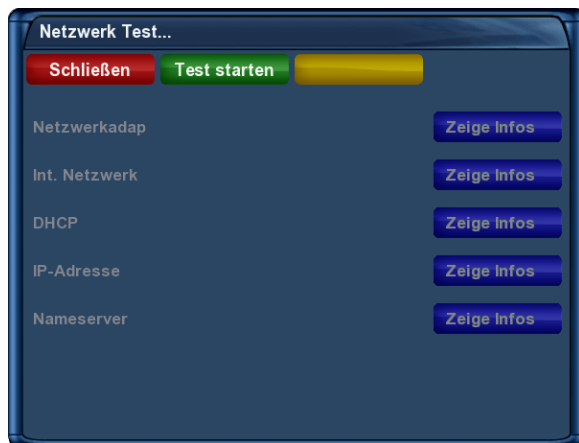 Netzwerk Test...
Schließen Test starten
Netzwerkadap Zeige Infos
Int. Netzwerk Zeige Infos
DHCP Zeige Infos
IP-Adresse Zeige Infos
Nameserver Zeige Infos